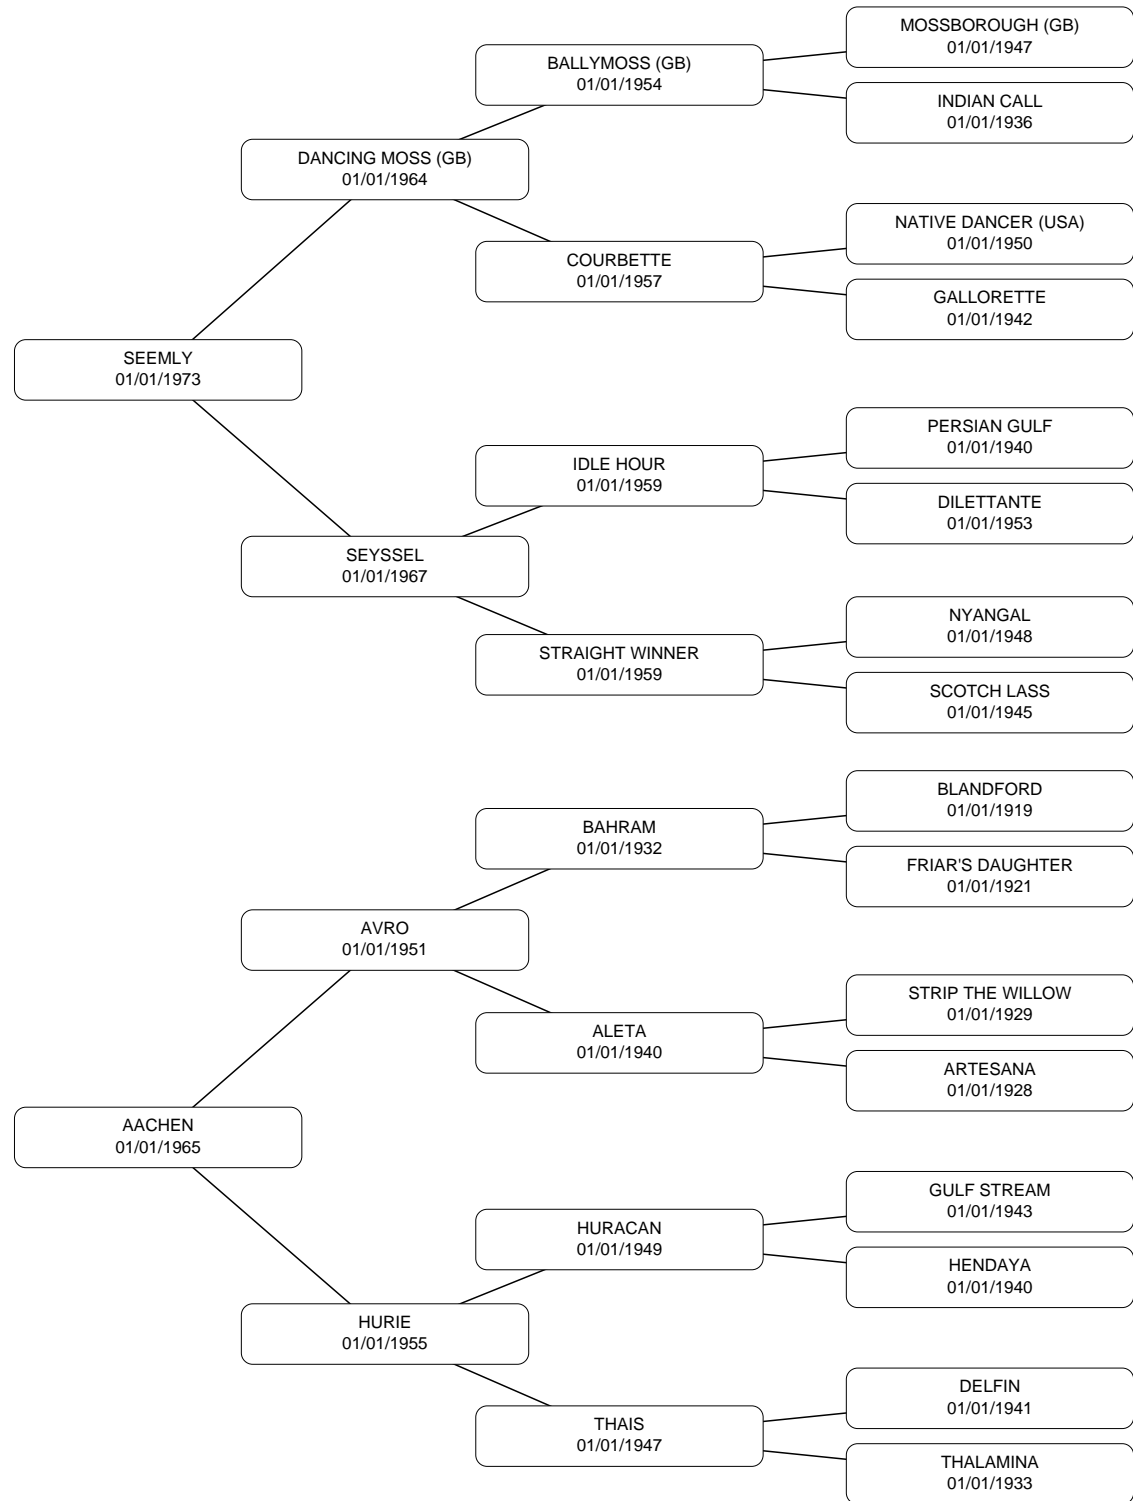 MOSSBOROUGH (GB)
01/01/1947
BALLYMOSS (GB)
01/01/1954
INDIAN CALL
01/01/1936
DANCING MOSS (GB)
01/01/1964
NATIVE DANCER (USA)
01/01/1950
COURBETTE
01/01/1957
GALLORETTE
01/01/1942
SEEMLY
01/01/1973
PERSIAN GULF
01/01/1940
IDLE HOUR
01/01/1959
DILETTANTE
01/01/1953
SEYSSEL
01/01/1967
NYANGAL
01/01/1948
STRAIGHT WINNER
01/01/1959
SCOTCH LASS
01/01/1945
BLANDFORD
01/01/1919
BAHRAM
01/01/1932
FRIAR'S DAUGHTER
01/01/1921
AVRO
01/01/1951
STRIP THE WILLOW
01/01/1929
ALETA
01/01/1940
ARTESANA
01/01/1928
AACHEN
01/01/1965
GULF STREAM
01/01/1943
HURACAN
01/01/1949
HENDAYA
01/01/1940
HURIE
01/01/1955
DELFIN
01/01/1941
THAIS
01/01/1947
THALAMINA
01/01/1933